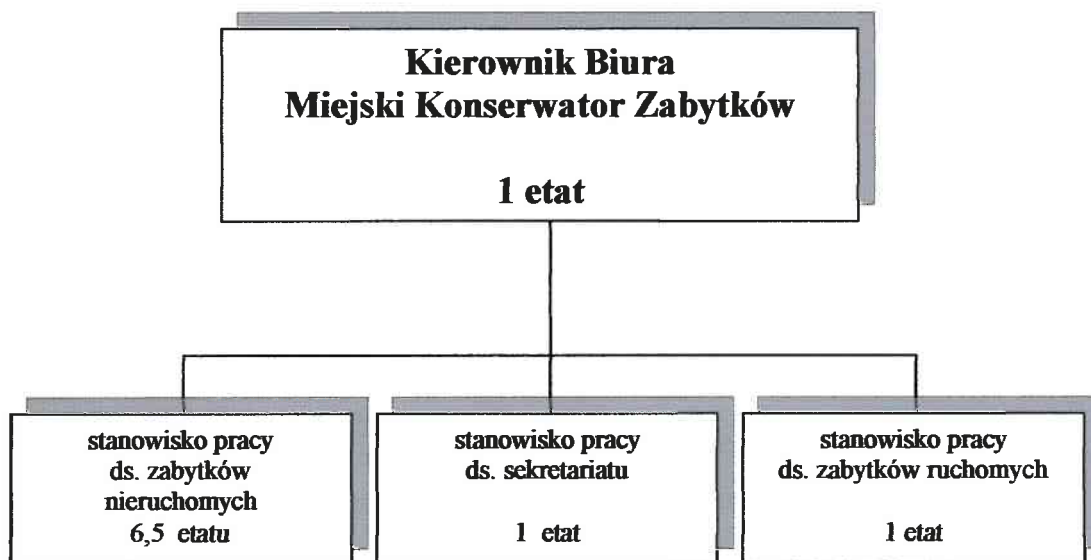 Kierownik Biura
Miejski Konserwator Zabytków
1 etat
stanowisko pracy
ds. zabytków
nieruchomych
6,5 etatu
stanowisko pracy
ds. sekretariatu
1 etat
stanowisko pracy
ds. zabytków ruchomych
1 etat